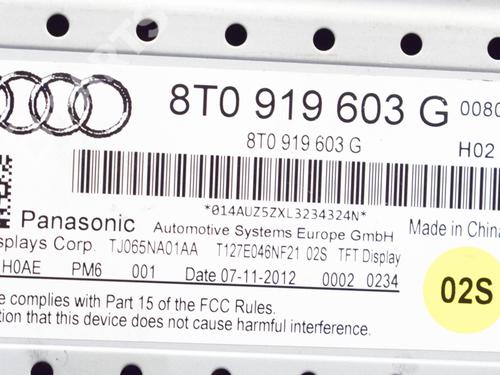 8T0 919 603 G 0080
8T0 919 603 G H02
*014AUZ5ZXL3234324N*
Panasonic Automotive Systems Europe GmbH Made in China
Displays Corp. TJ065NA01AA T127E046NF21 02S TFT Display
H0AE PM6 001 Date 07-11-2012 0002 0234
e complies with Part 15 of the FCC Rules.
ition that this device does not cause harmful interference.
02S